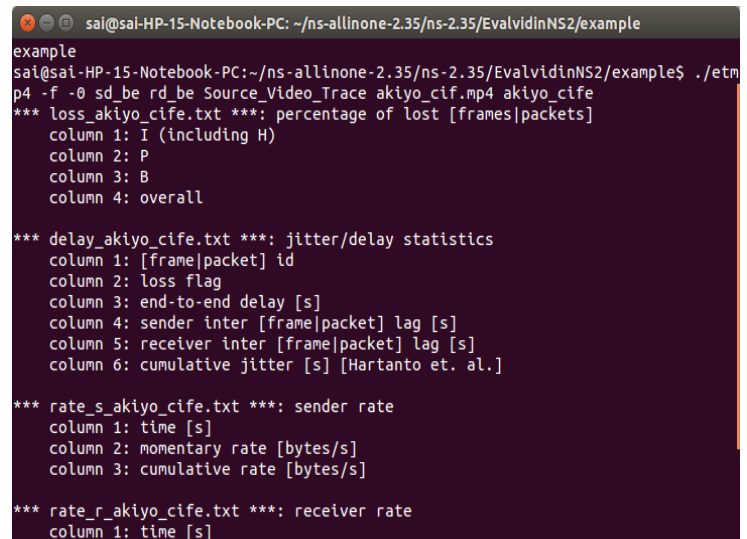 sai@sai-HP-15-Notebook-PC: ~/ns-allinone-2.35/ns-2.35/EvalvidinNS2/example
example
sai@sai-HP-15-Notebook-PC:~/ns-allinone-2.35/ns-2.35/EvalvidinNS2/example$ ./etm
p4 -f -0 sd_be rd_be Source_Video_Trace akiyo_cif.mp4 akiyo_cife
*** loss_akiyo_cife.txt ***: percentage of lost [frames|packets]
    column 1: I (including H)
    column 2: P
    column 3: B
    column 4: overall

*** delay_akiyo_cife.txt ***: jitter/delay statistics
    column 1: [frame|packet] id
    column 2: loss flag
    column 3: end-to-end delay [s]
    column 4: sender inter [frame|packet] lag [s]
    column 5: receiver inter [frame|packet] lag [s]
    column 6: cumulative jitter [s] [Hartanto et. al.]

*** rate_s_akiyo_cife.txt ***: sender rate
    column 1: time [s]
    column 2: momentary rate [bytes/s]
    column 3: cumulative rate [bytes/s]

*** rate_r_akiyo_cife.txt ***: receiver rate
    column 1: time [s]